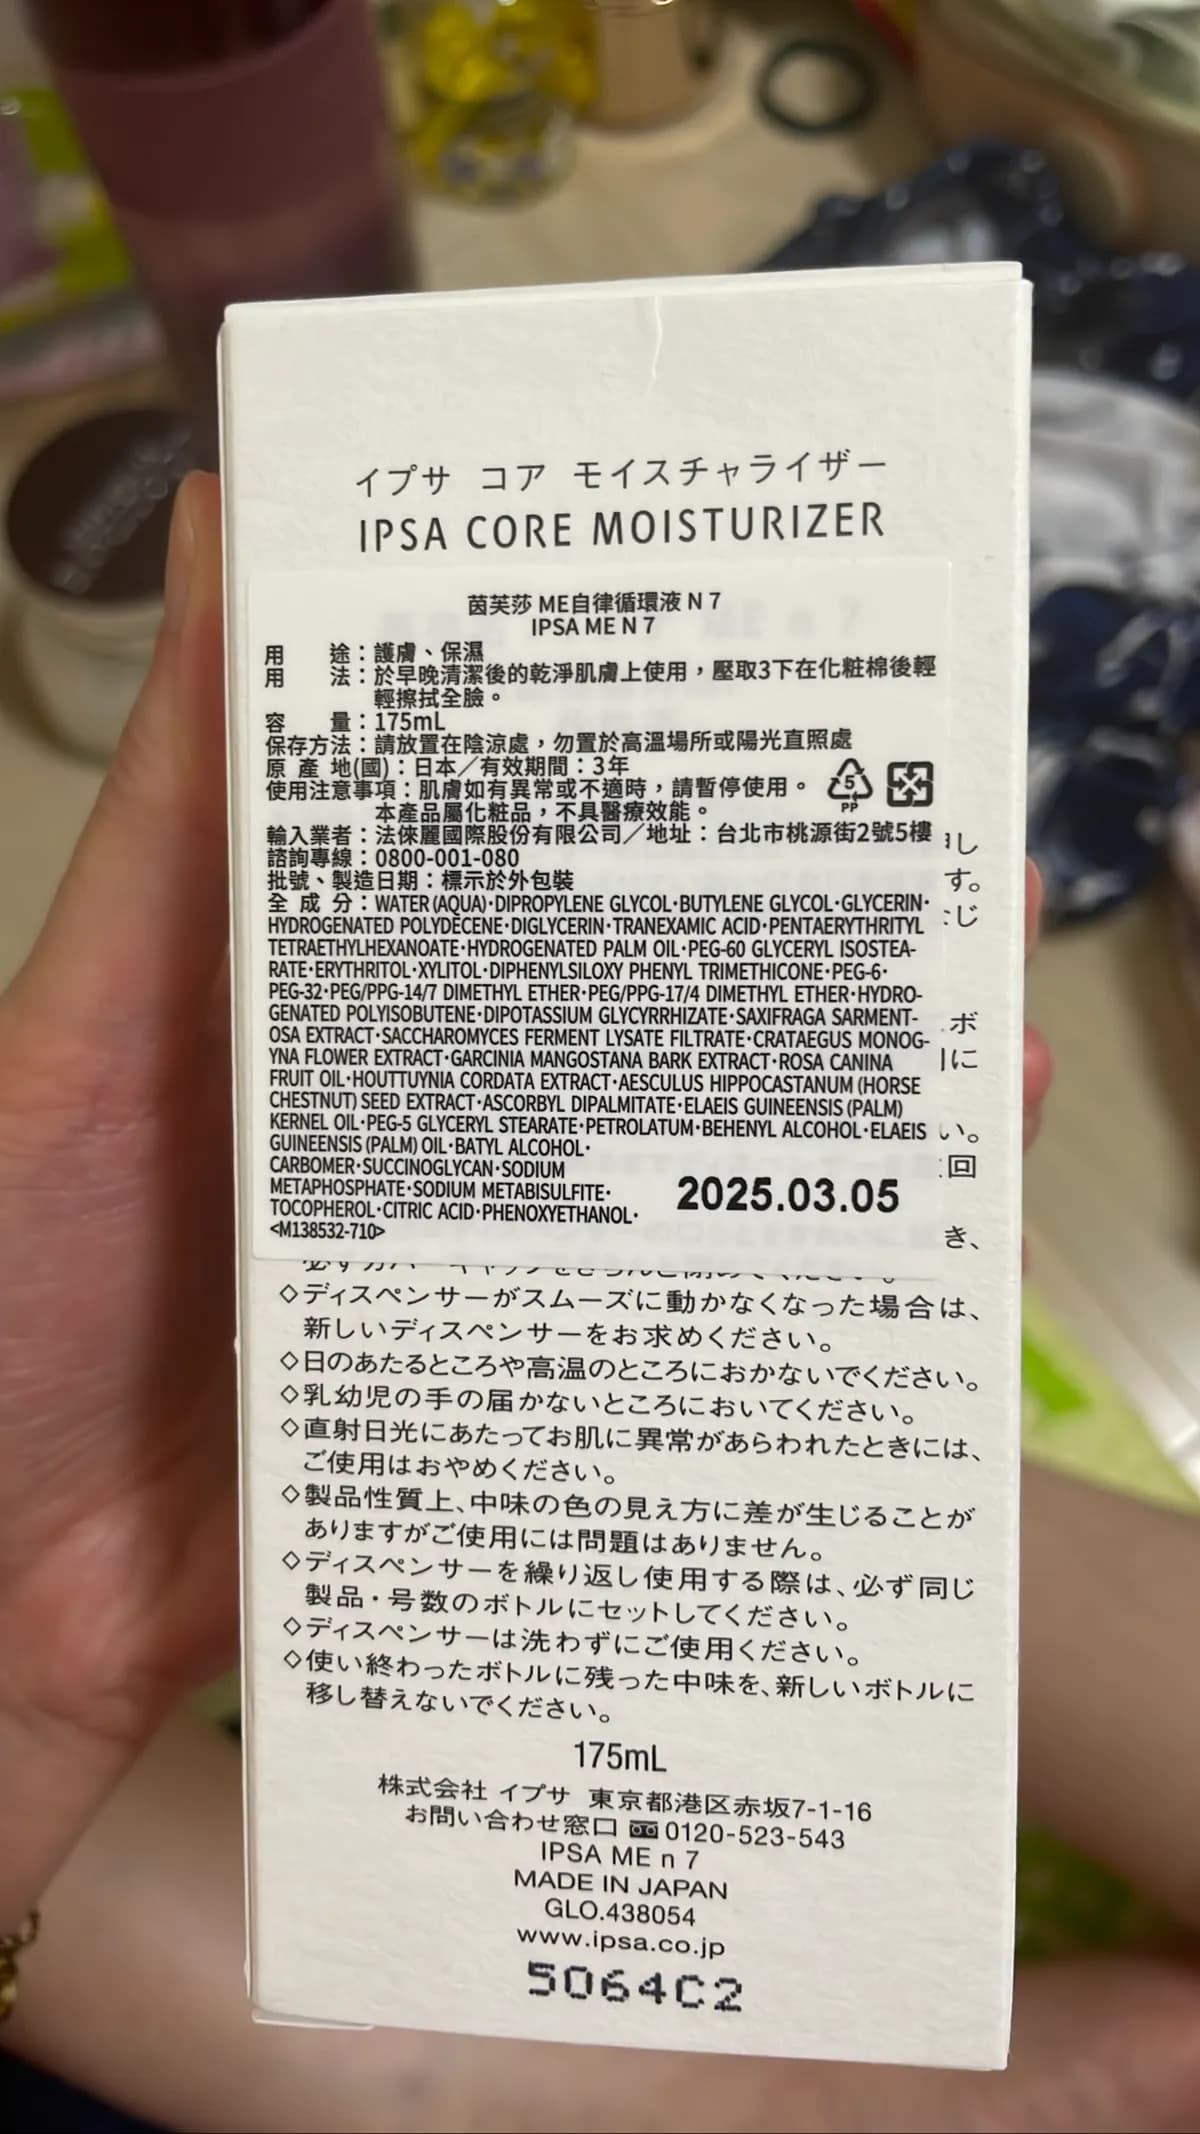 イプサ コア モイスチャライザー
IPSA CORE MOISTURIZER
茵芙莎 ME自律循環液 N 7
IPSA ME N 7
用　　途：護膚、保濕
用　　法：於早晚清潔後的乾淨肌膚上使用，壓取3下在化粧棉後輕
輕擦拭全臉。
容　　量：175mL
保存方法：請放置在陰涼處，勿置於高溫場所或陽光直照處
原 產 地(國)：日本／有效期間：3年
使用注意事項：肌膚如有異常或不適時，請暫停使用。
本產品屬化粧品，不具醫療效能。
5
PP
輸入業者：法倈麗國際股份有限公司／地址：台北市桃源街2號5樓
諮詢專線：0800-001-080
批號、製造日期：標示於外包裝
全 成 分：WATER (AQUA)·DIPROPYLENE GLYCOL·BUTYLENE GLYCOL·GLYCERIN·
HYDROGENATED POLYDECENE·DIGLYCERIN·TRANEXAMIC ACID·PENTAERYTHRITYL
TETRAETHYLHEXANOATE·HYDROGENATED PALM OIL·PEG-60 GLYCERYL ISOSTEA-
RATE·ERYTHRITOL·XYLITOL·DIPHENYLSILOXY PHENYL TRIMETHICONE·PEG-6·
PEG-32·PEG/PPG-14/7 DIMETHYL ETHER·PEG/PPG-17/4 DIMETHYL ETHER·HYDRO-
GENATED POLYISOBUTENE·DIPOTASSIUM GLYCYRRHIZATE·SAXIFRAGA SARMENT-
OSA EXTRACT·SACCHAROMYCES FERMENT LYSATE FILTRATE·CRATAEGUS MONOG-
YNA FLOWER EXTRACT·GARCINIA MANGOSTANA BARK EXTRACT·ROSA CANINA
FRUIT OIL·HOUTTUYNIA CORDATA EXTRACT·AESCULUS HIPPOCASTANUM (HORSE
CHESTNUT) SEED EXTRACT·ASCORBYL DIPALMITATE·ELAEIS GUINEENSIS (PALM)
KERNEL OIL·PEG-5 GLYCERYL STEARATE·PETROLATUM·BEHENYL ALCOHOL·ELAEIS
GUINEENSIS (PALM) OIL·BATYL ALCOHOL·
CARBOMER·SUCCINOGLYCAN·SODIUM
METAPHOSPHATE·SODIUM METABISULFITE·
TOCOPHEROL·CITRIC ACID·PHENOXYETHANOL·
<M138532-710>
2025.03.05
し
す。
じ
ボ
に
い。
回
き、
◇ディスペンサーがスムーズに動かなくなった場合は、
新しいディスペンサーをお求めください。
◇日のあたるところや高温のところにおかないでください。
◇乳幼児の手の届かないところにおいてください。
◇直射日光にあたってお肌に異常があらわれたときには、
ご使用はおやめください。
◇製品性質上、中味の色の見え方に差が生じることが
ありますがご使用には問題はありません。
◇ディスペンサーを繰り返し使用する際は、必ず同じ
製品・号数のボトルにセットしてください。
◇ディスペンサーは洗わずにご使用ください。
◇使い終わったボトルに残った中味を、新しいボトルに
移し替えないでください。
175mL
株式会社 イプサ 東京都港区赤坂7-1-16
お問い合わせ窓口 0120-523-543
IPSA ME n 7
MADE IN JAPAN
GLO.438054
www.ipsa.co.jp
5064C2